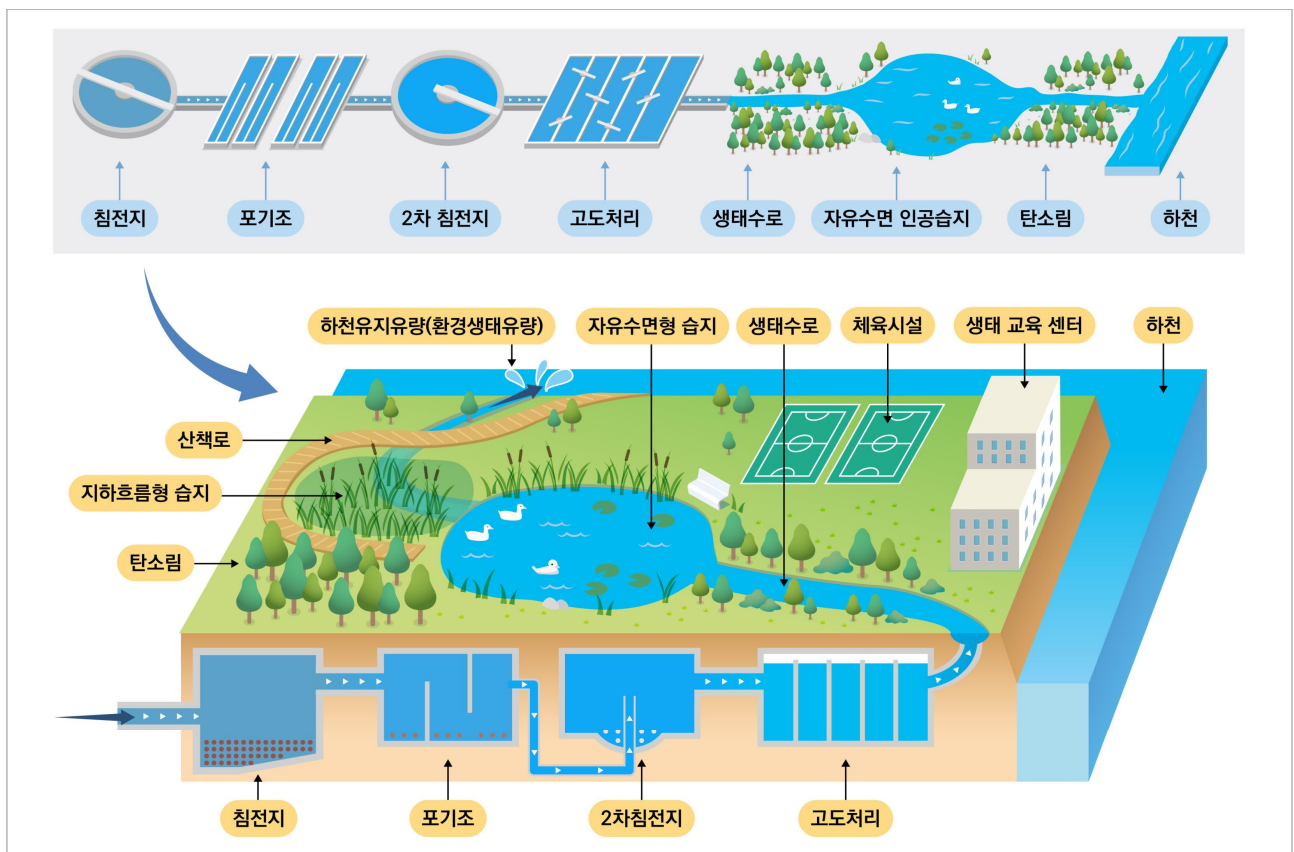 침전지
포기조
2차 침전지
고도처리
생태수로
자유수면 인공습지
탄소림
하천
하천유지유량(환경생태유량)
자유수면형 습지
생태수로
체육시설
생태 교육 센터
하천
산책로
지하흐름형 습지
탄소림
침전지
포기조
2차침전지
고도처리